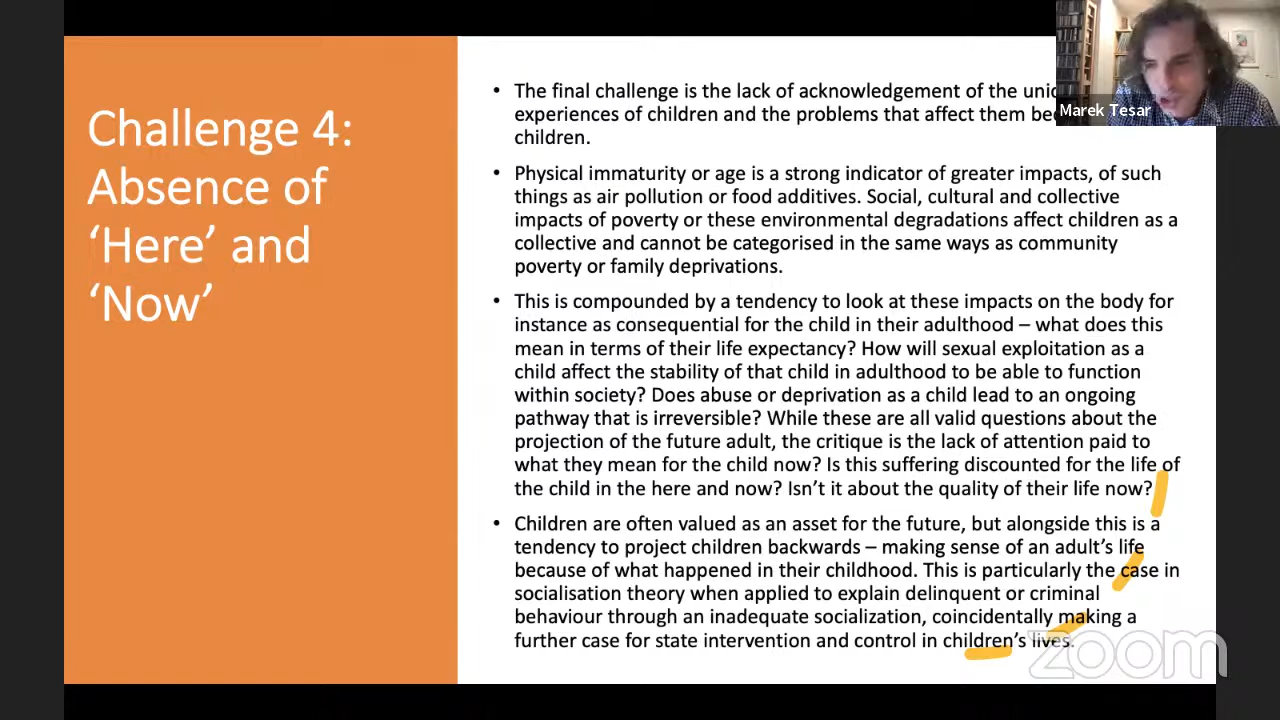 Challenge 4:
Absence of
‘Here’ and
‘Now’
• The final challenge is the lack of acknowledgement of the
experiences of children and the problems that affect them
children.
• Physical immaturity or age is a strong indicator of greater impacts, of such
things as air pollution or food additives. Social, cultural and collective
impacts of poverty or these environmental degradations affect children as a
collective and cannot be categorised in the same ways as community
poverty or family deprivations.
• This is compounded by a tendency to look at these impacts on the body for
instance as consequential for the child in their adulthood – what does this
mean in terms of their life expectancy? How will sexual exploitation as a
child affect the stability of that child in adulthood to be able to function
within society? Does abuse or deprivation as a child lead to an ongoing
pathway that is irreversible? While these are all valid questions about the
projection of the future adult, the critique is the lack of attention paid to
what they mean for the child now? Is this suffering discounted for the life of
the child in the here and now? Isn’t it about the quality of their life now?
• Children are often valued as an asset for the future, but alongside this is a
tendency to project children backwards – making sense of an adult’s life
because of what happened in their childhood. This is particularly the case in
socialisation theory when applied to explain delinquent or criminal
behaviour through an inadequate socialization, coincidentally making a
further case for state intervention and control in children’s lives.
Marek Tesar
zoom